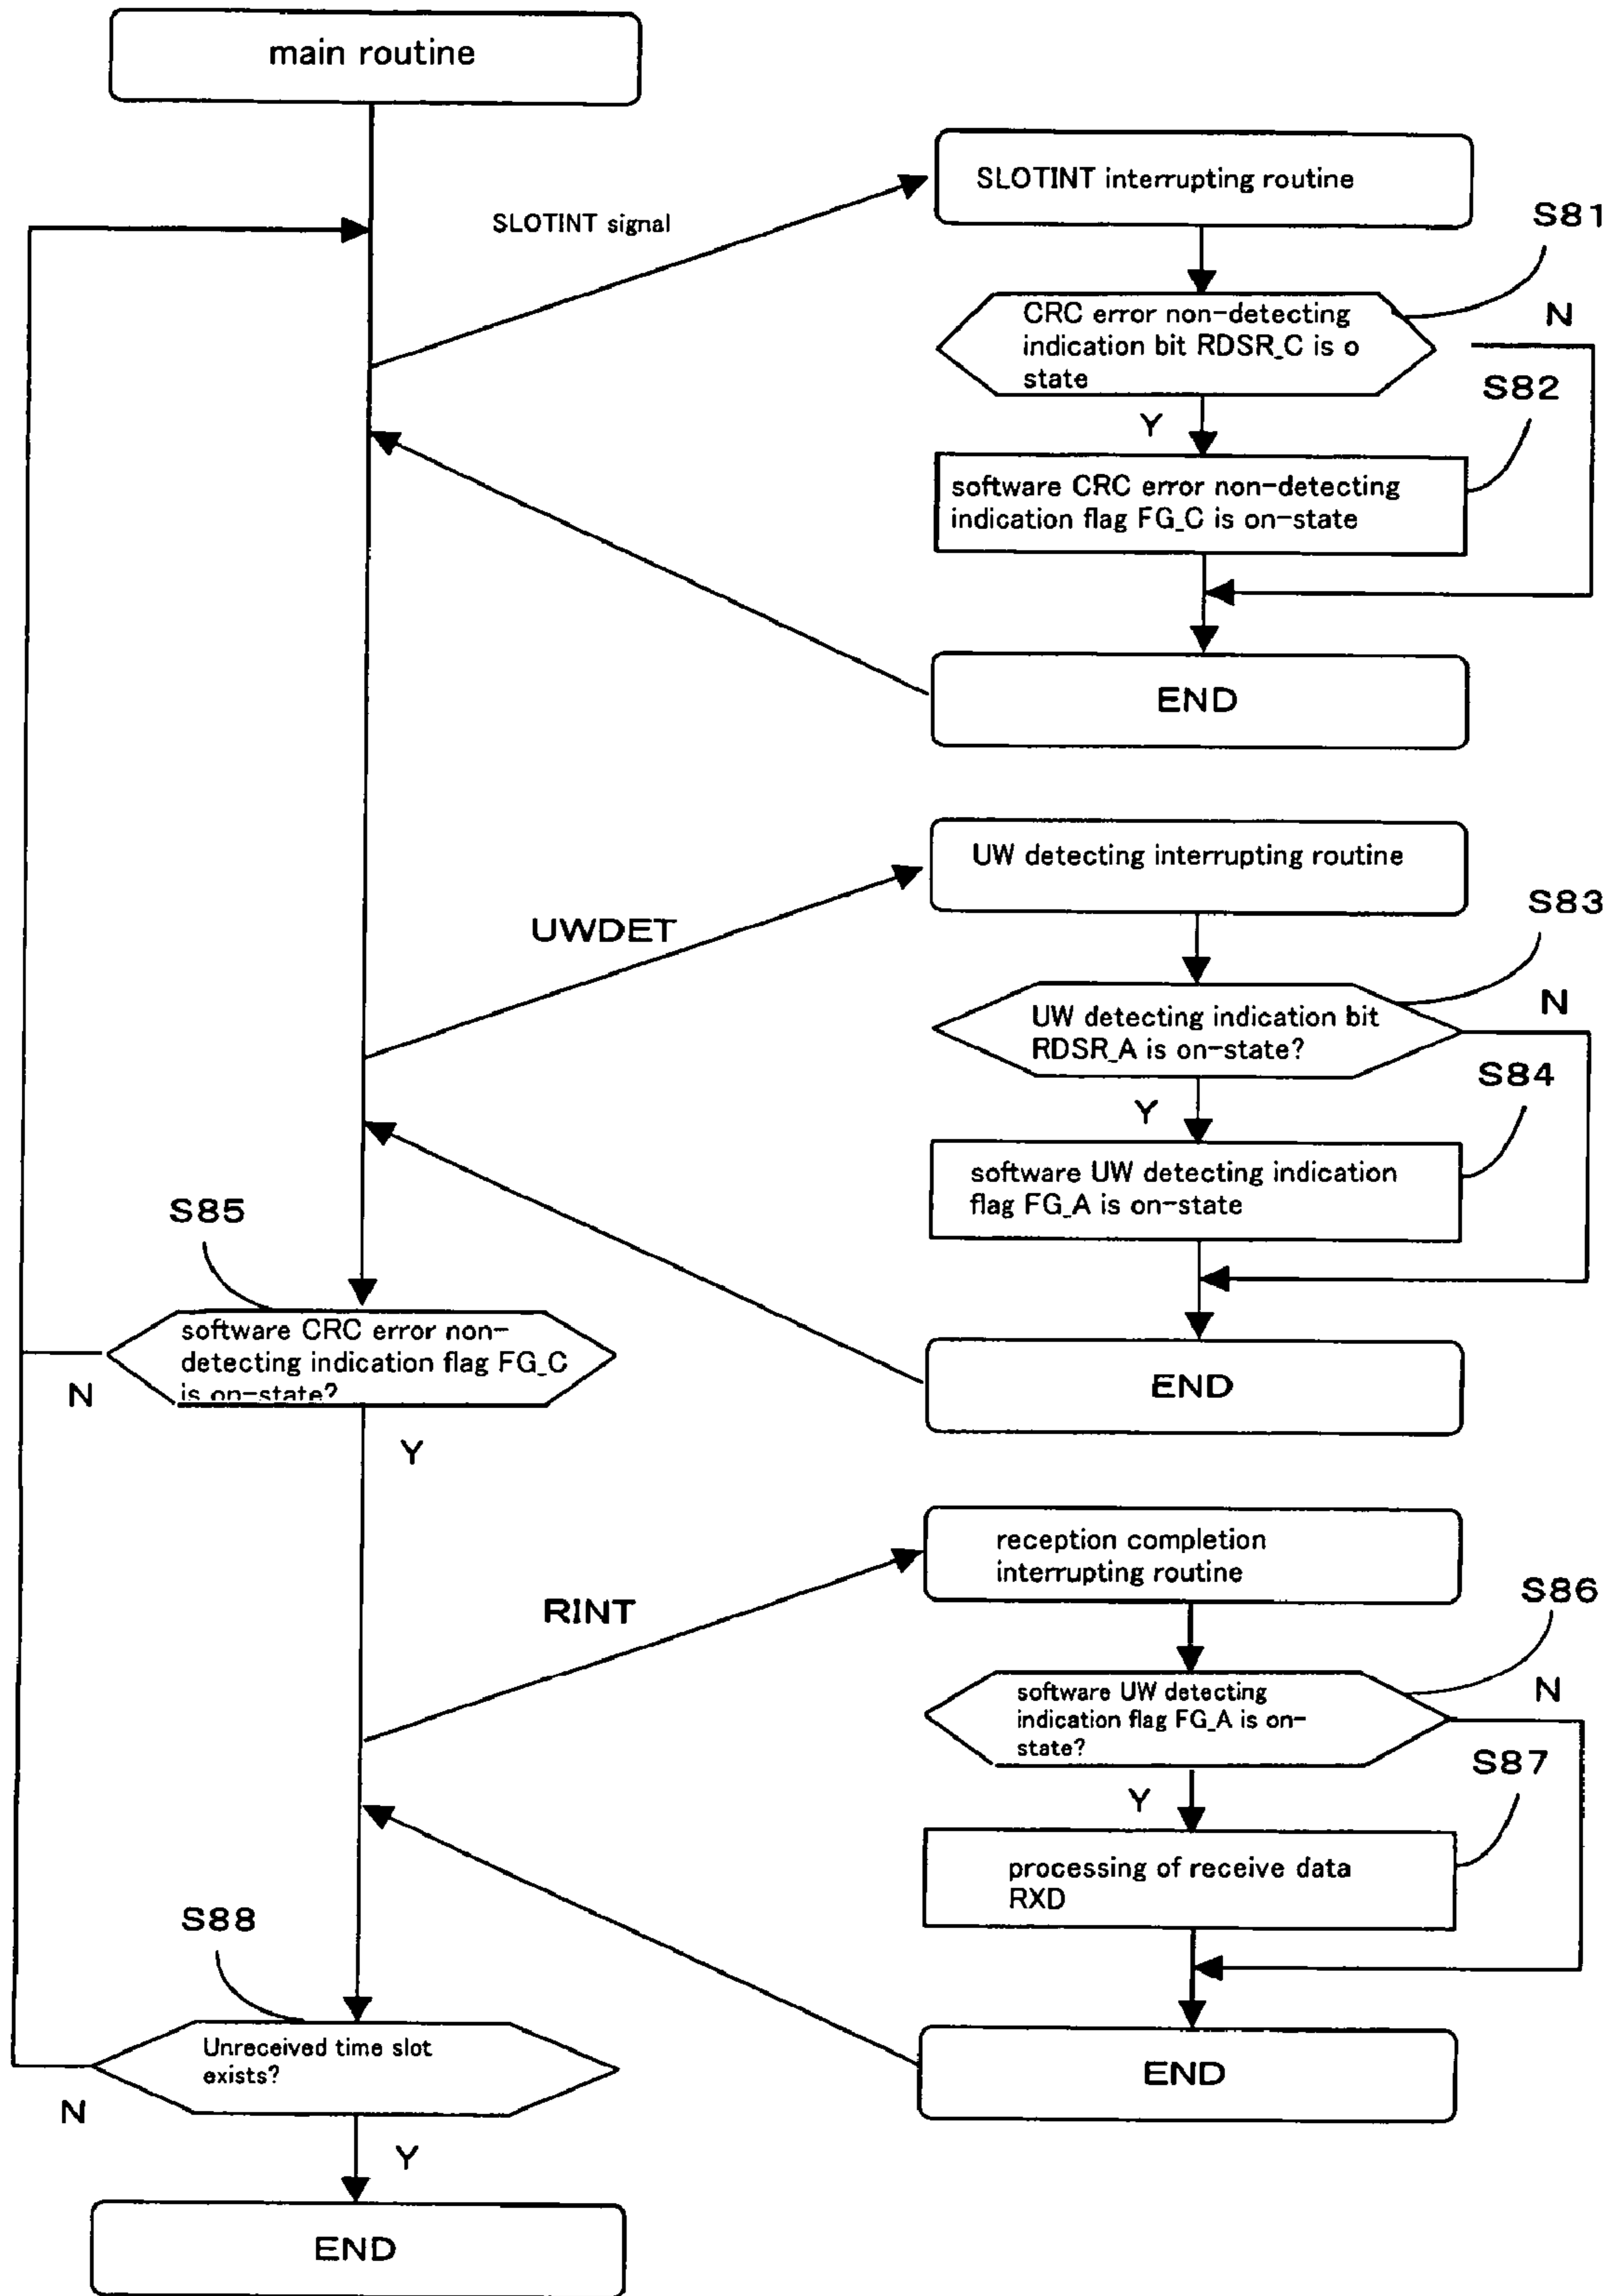 main routine
SLOTINT interrupting routine
SLOTINT signal
S81
CRC error non-detecting
indication bit RDSR_C is o
state
N
S82
Y
software CRC error non-detecting
indication flag FG_C is on-state
END
UW detecting interrupting routine
UWDET
S83
UW detecting indication bit
RDSR_A is on-state?
N
S84
Y
software UW detecting indication
flag FG_A is on-state
S85
software CRC error non-
detecting indication flag FG_C
is on-state?
N
END
Y
reception completion
interrupting routine
RINT
S86
software UW detecting
indication flag FG_A is on-
state?
N
S87
Y
processing of receive data
RXD
S88
Unreceived time slot
exists?
END
N
Y
END